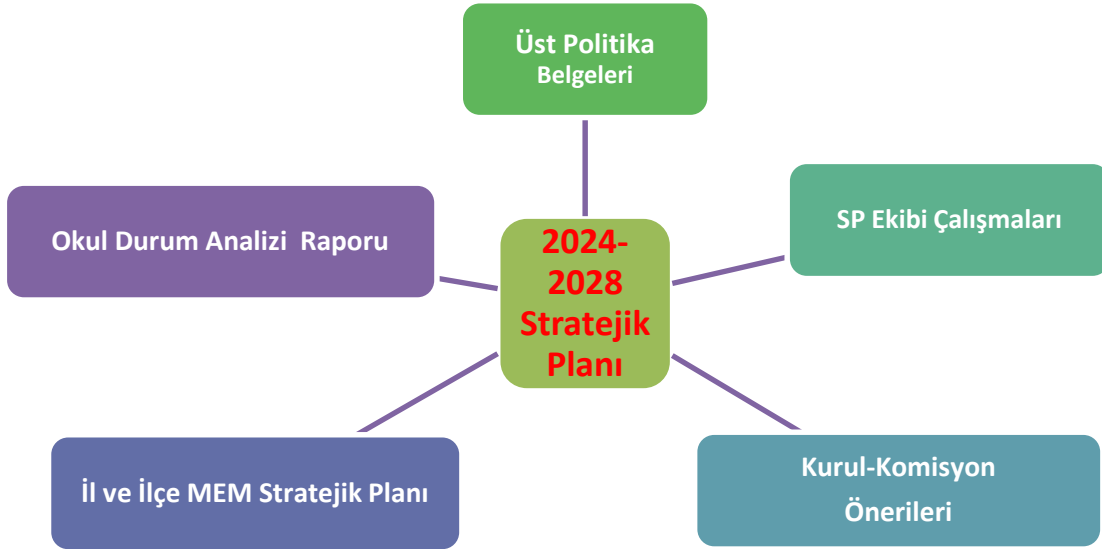 Üst Politika
Belgeleri
Okul Durum Analizi  Raporu
SP Ekibi Çalışmaları
2024-
2028
Stratejik
Planı
İl ve İlçe MEM Stratejik Planı
Kurul-Komisyon
Önerileri